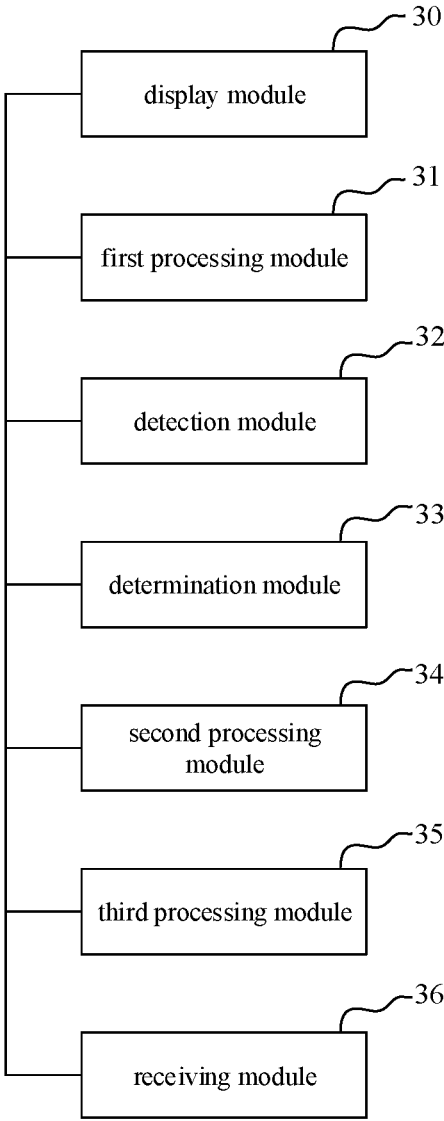 30
display module
31
first processing module
32
detection module
33
determination module
34
second processing
module
35
third processing module
36
receiving module